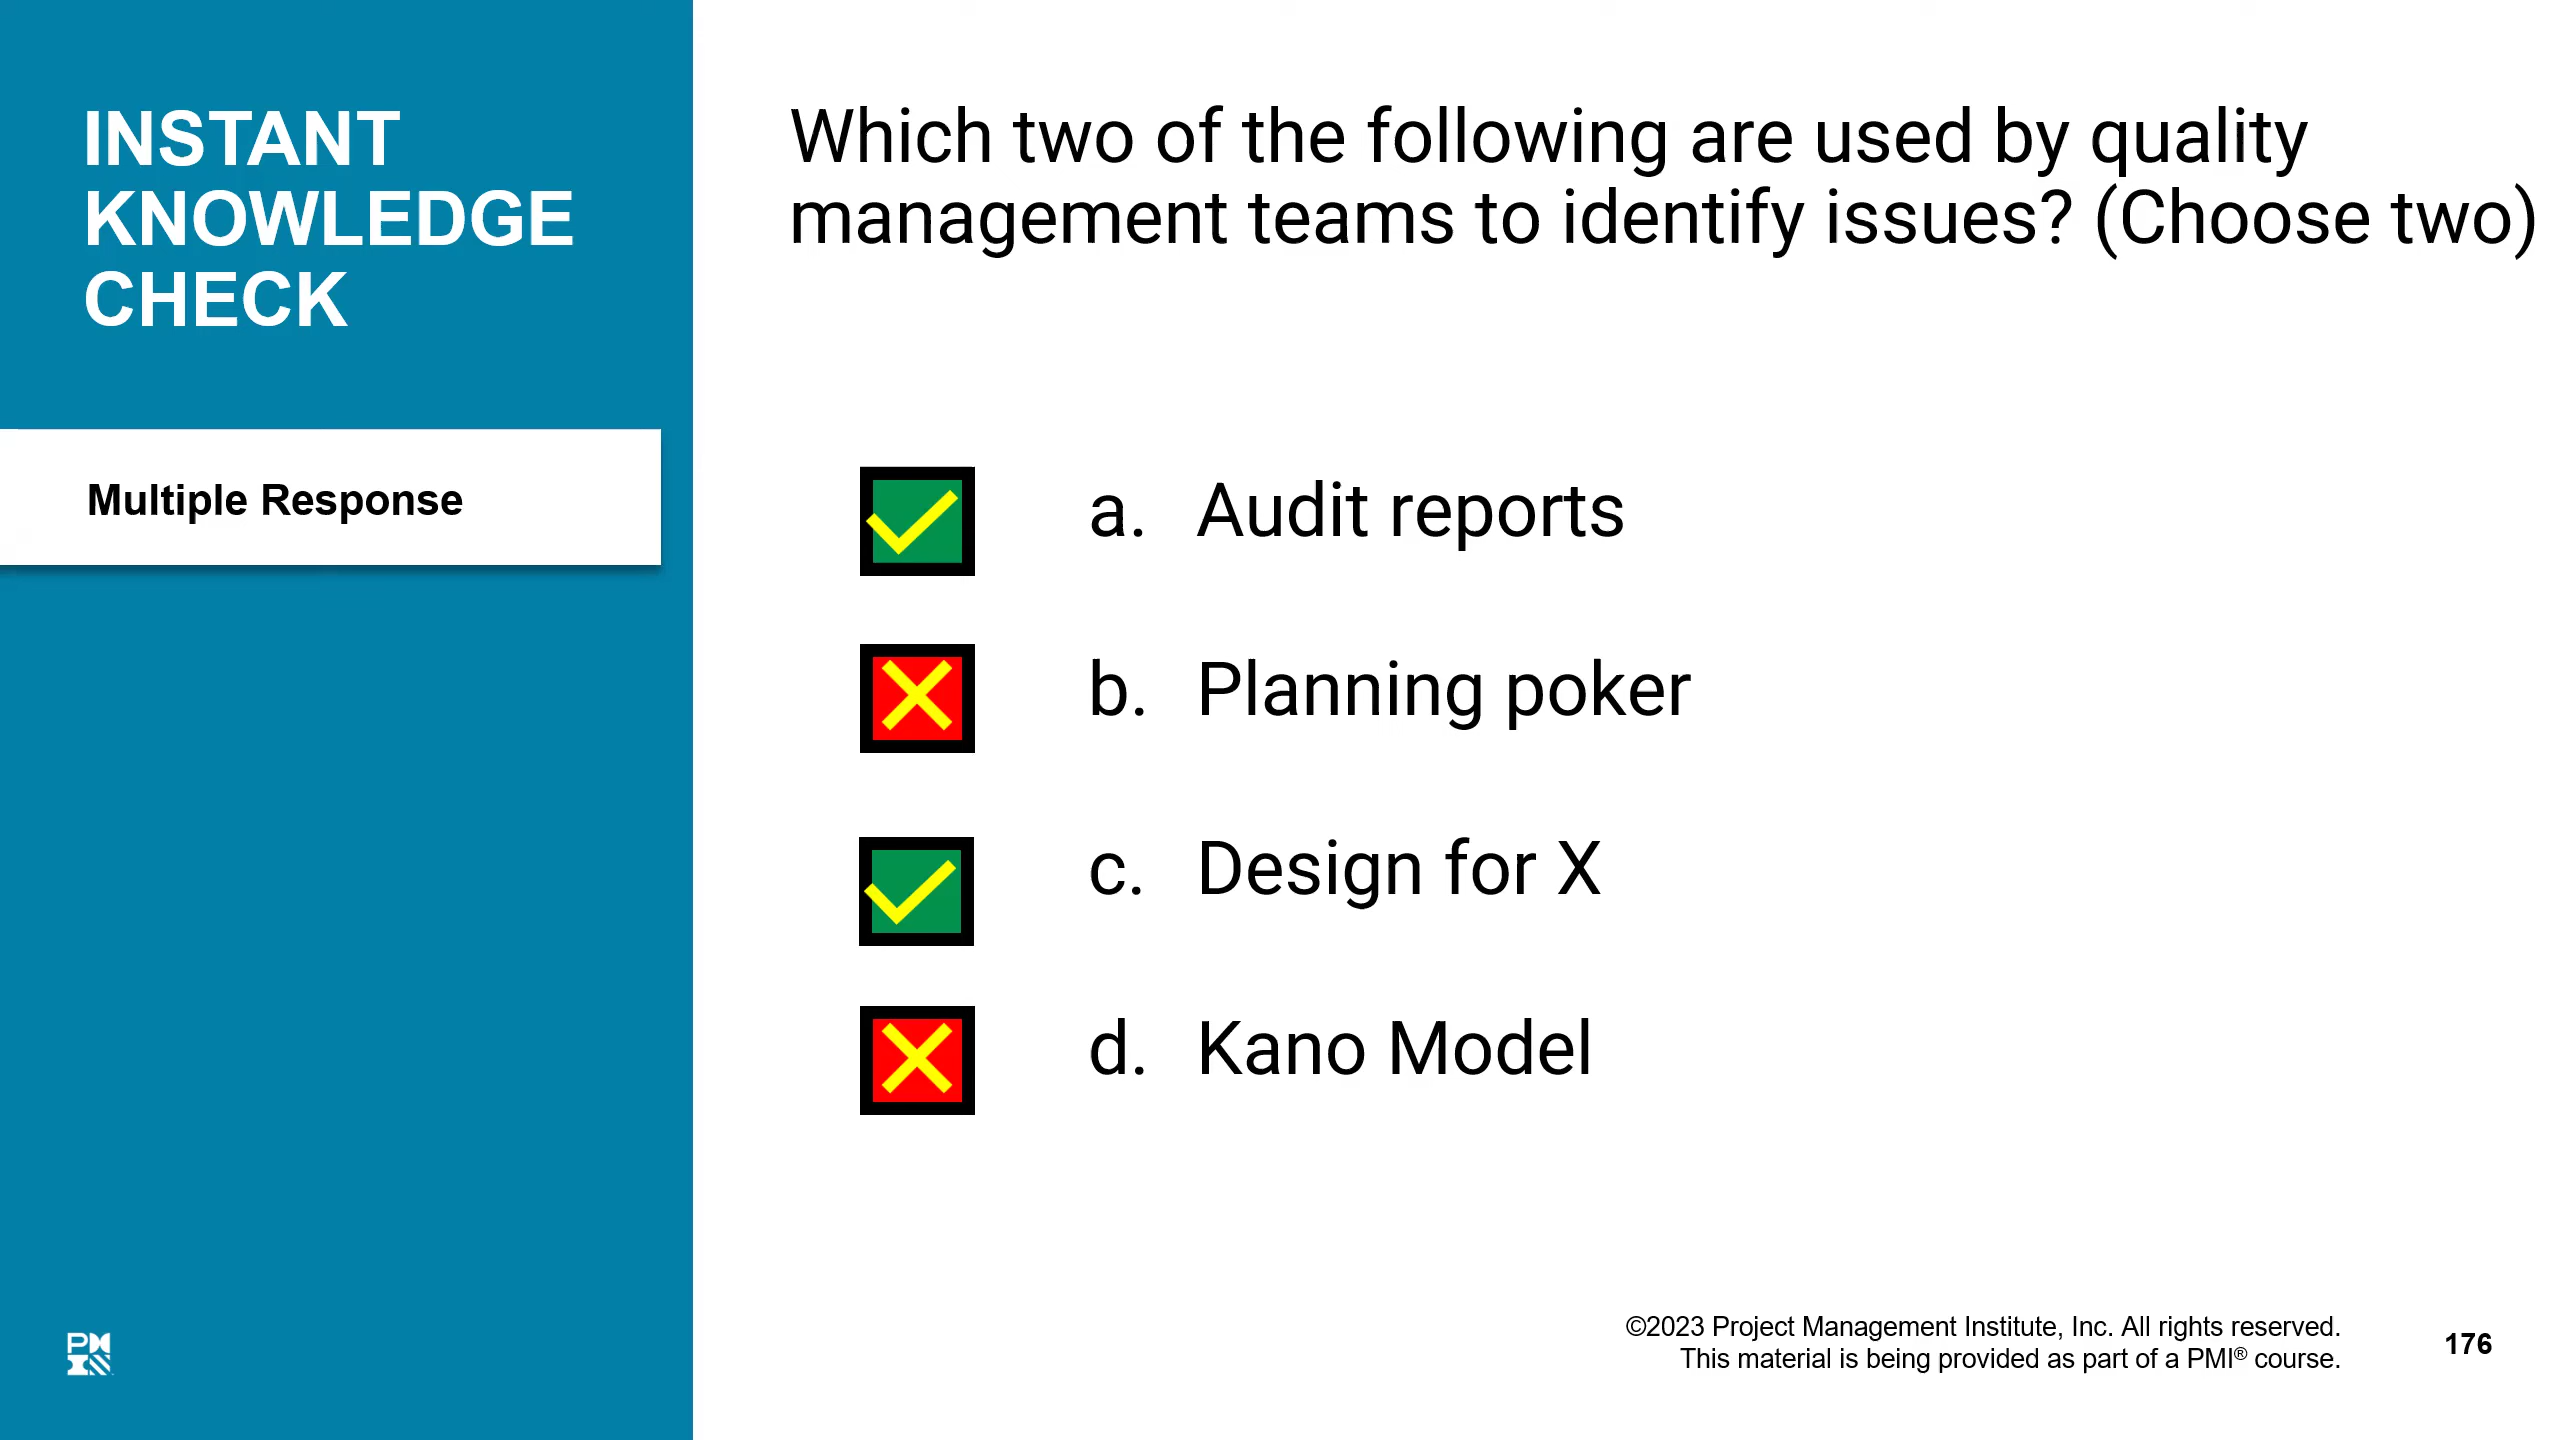 INSTANT
KNOWLEDGE
CHECK
Multiple Response
Which two of the following are used by quality
management teams to identify issues? (Choose two)
a. Audit reports
b. Planning poker
c. Design for X
d. Kano Model
©2023 Project Management Institute, Inc. All rights reserved.
This material is being provided as part of a PMI® course.
176